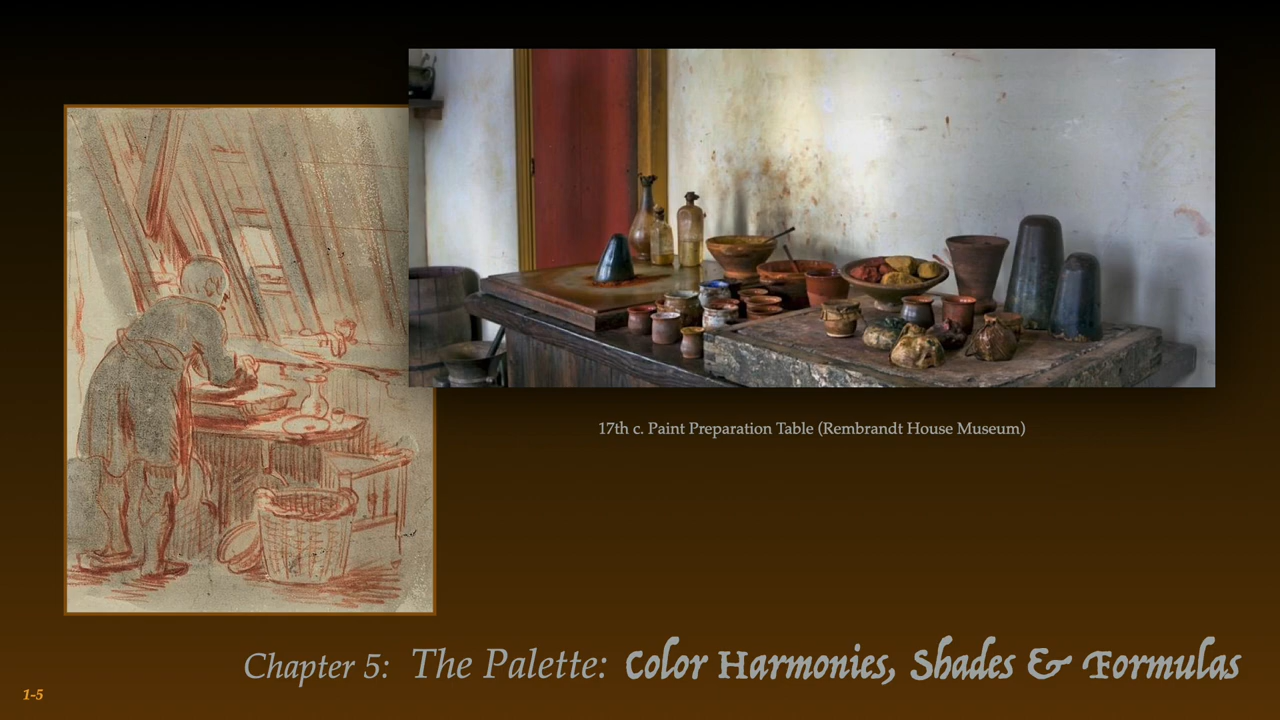 17th c. Paint Preparation Table (Rembrandt House Museum)
Chapter 5: The Palette: Color Harmonies, Shades & Formulas
1-5